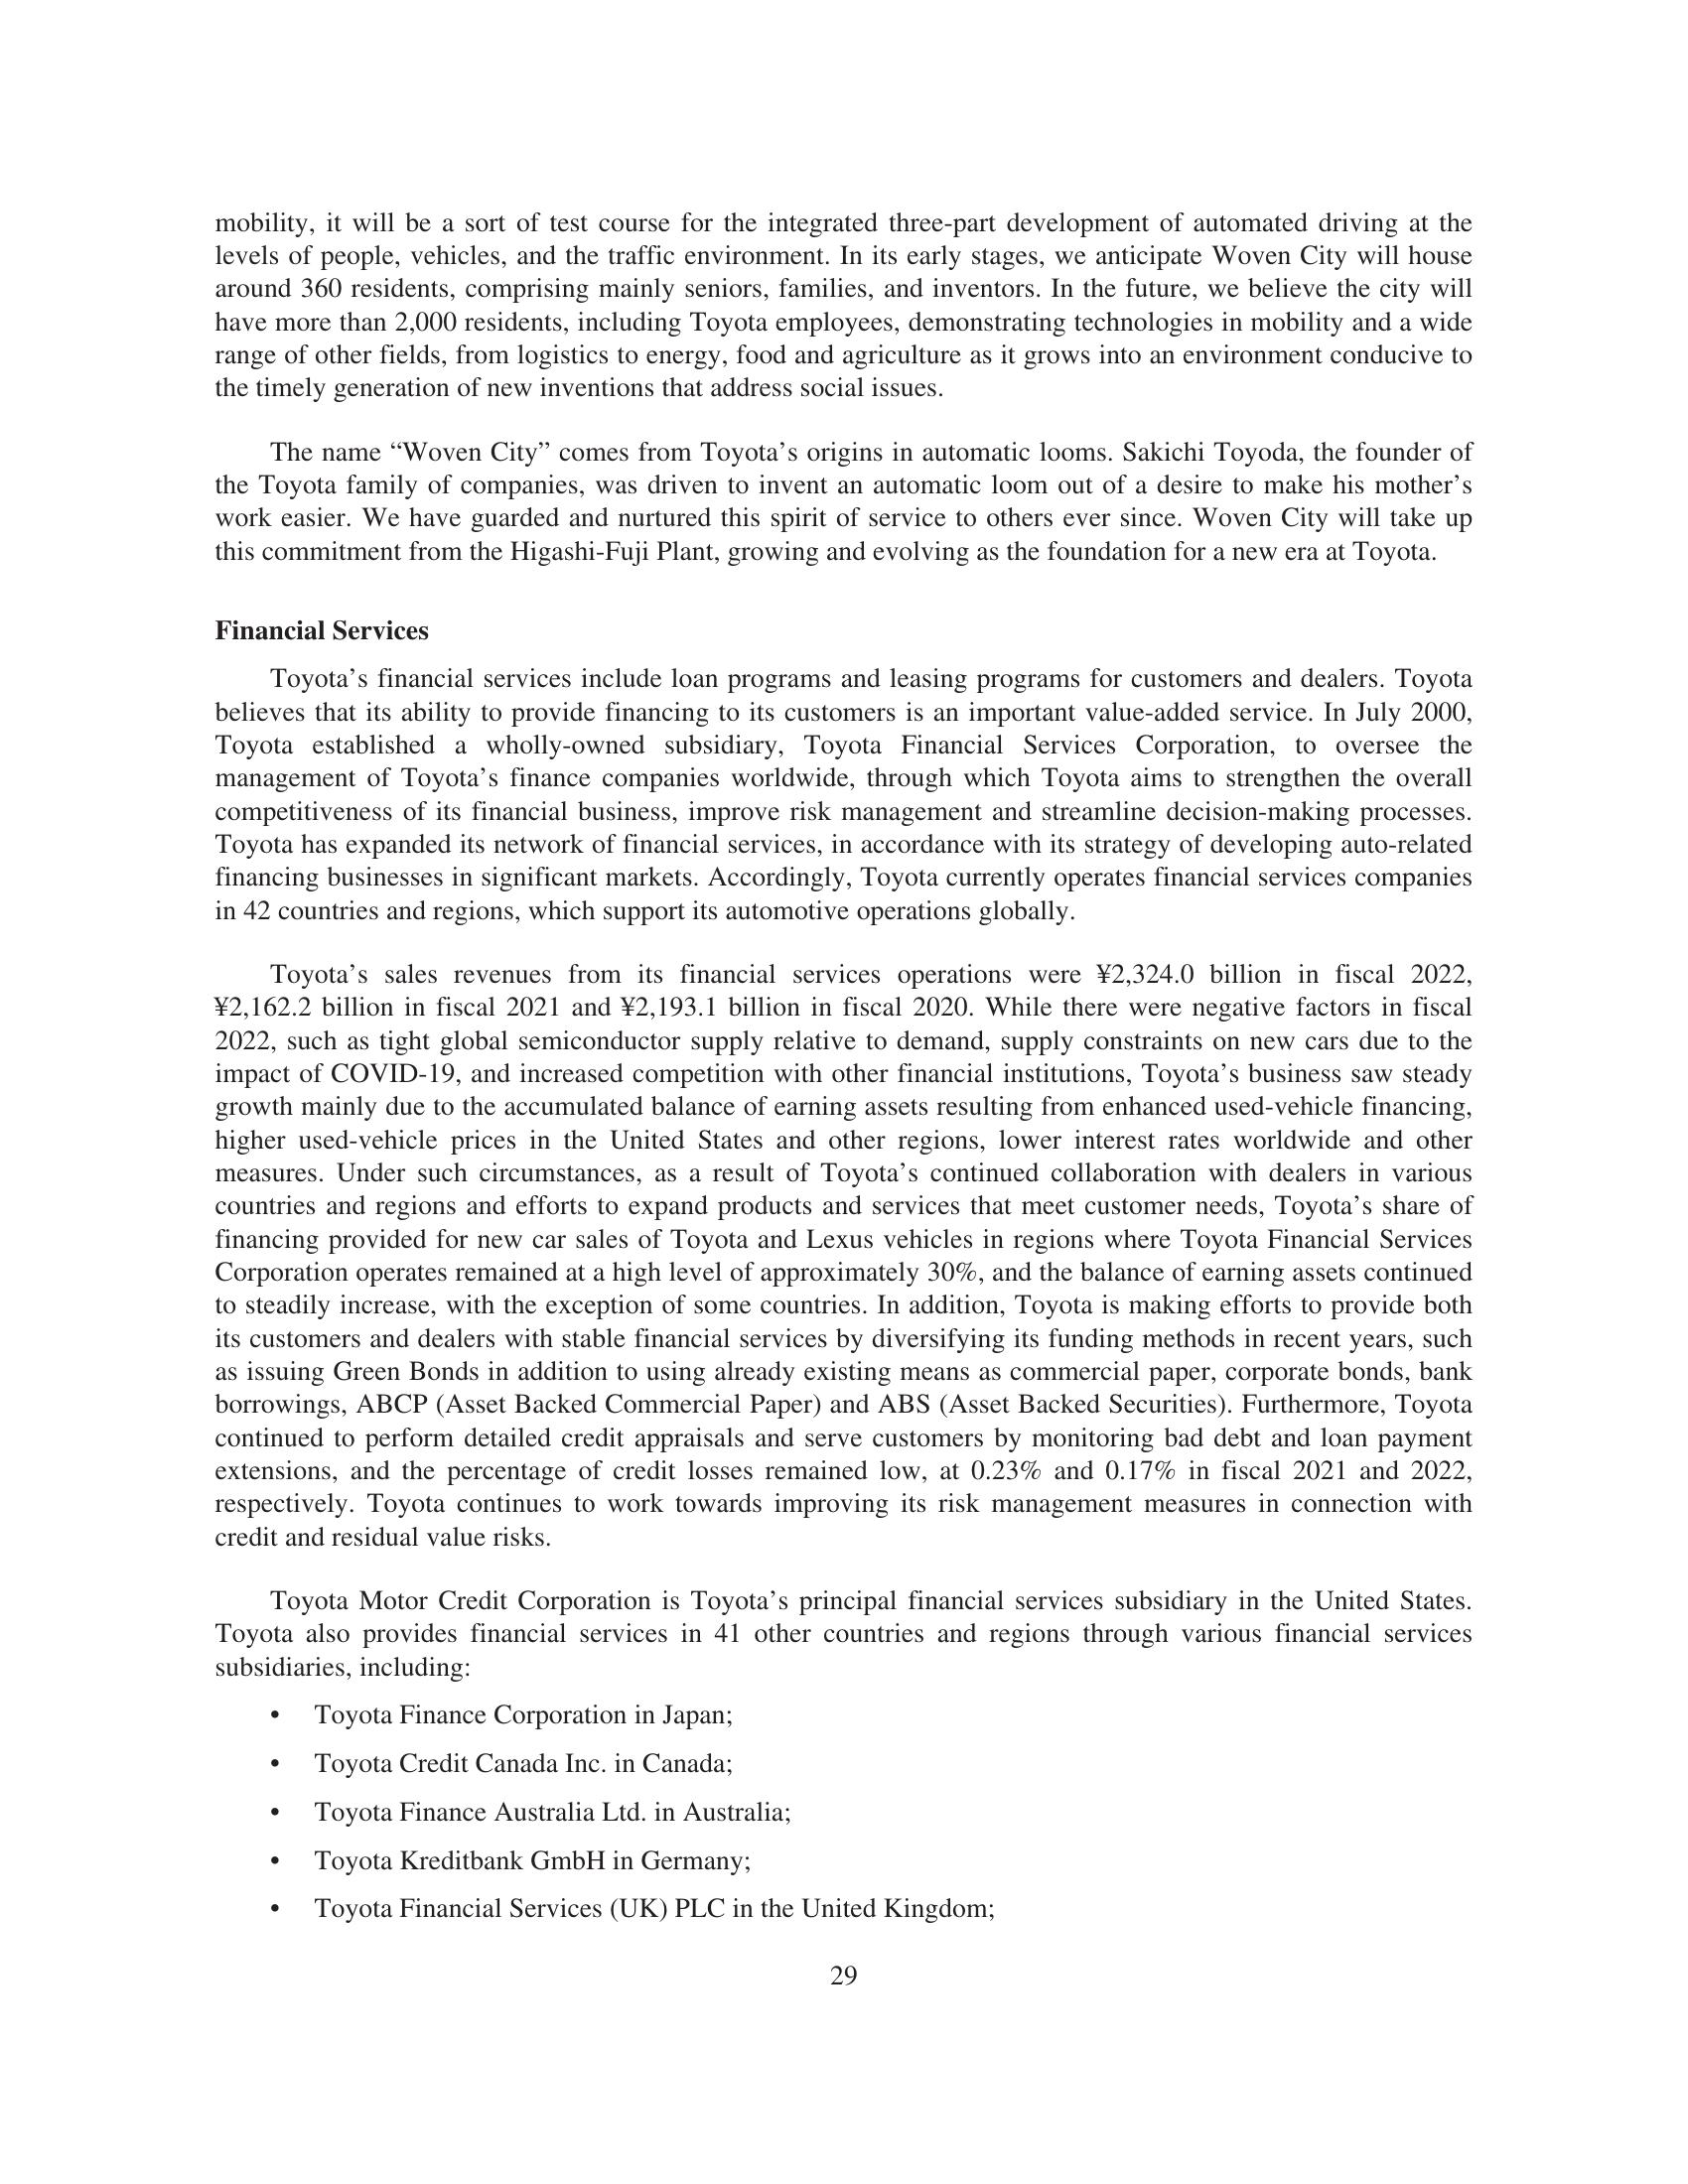 mobility, it will be a sort of test course for the integrated three-part development of automated driving at the
levels of people, vehicles, and the traffic environment. In its early stages, we anticipate Woven City will house
around 360 residents, comprising mainly seniors, families, and inventors. In the future, we believe the city will
have more than 2,000 residents, including Toyota employees, demonstrating technologies in mobility and a wide
range of other fields, from logistics to energy, food and agriculture as it grows into an environment conducive to
the timely generation of new inventions that address social issues.
The name “Woven City” comes from Toyota’s origins in automatic looms. Sakichi Toyoda, the founder of
the Toyota family of companies, was driven to invent an automatic loom out of a desire to make his mother’s
work easier. We have guarded and nurtured this spirit of service to others ever since. Woven City will take up
this commitment from the Higashi-Fuji Plant, growing and evolving as the foundation for a new era at Toyota.
Financial Services
Toyota’s financial services include loan programs and leasing programs for customers and dealers. Toyota
believes that its ability to provide financing to its customers is an important value-added service. In July 2000,
Toyota established a wholly-owned subsidiary, Toyota Financial Services Corporation, to oversee the
management of Toyota’s finance companies worldwide, through which Toyota aims to strengthen the overall
competitiveness of its financial business, improve risk management and streamline decision-making processes.
Toyota has expanded its network of financial services, in accordance with its strategy of developing auto-related
financing businesses in significant markets. Accordingly, Toyota currently operates financial services companies
in 42 countries and regions, which support its automotive operations globally.
Toyota’s sales revenues from its financial services operations were ¥2,324.0 billion in fiscal 2022,
¥2,162.2 billion in fiscal 2021 and ¥2,193.1 billion in fiscal 2020. While there were negative factors in fiscal
2022, such as tight global semiconductor supply relative to demand, supply constraints on new cars due to the
impact of COVID-19, and increased competition with other financial institutions, Toyota’s business saw steady
growth mainly due to the accumulated balance of earning assets resulting from enhanced used-vehicle financing,
higher used-vehicle prices in the United States and other regions, lower interest rates worldwide and other
measures. Under such circumstances, as a result of Toyota’s continued collaboration with dealers in various
countries and regions and efforts to expand products and services that meet customer needs, Toyota’s share of
financing provided for new car sales of Toyota and Lexus vehicles in regions where Toyota Financial Services
Corporation operates remained at a high level of approximately 30%, and the balance of earning assets continued
to steadily increase, with the exception of some countries. In addition, Toyota is making efforts to provide both
its customers and dealers with stable financial services by diversifying its funding methods in recent years, such
as issuing Green Bonds in addition to using already existing means as commercial paper, corporate bonds, bank
borrowings, ABCP (Asset Backed Commercial Paper) and ABS (Asset Backed Securities). Furthermore, Toyota
continued to perform detailed credit appraisals and serve customers by monitoring bad debt and loan payment
extensions, and the percentage of credit losses remained low, at 0.23% and 0.17% in fiscal 2021 and 2022,
respectively. Toyota continues to work towards improving its risk management measures in connection with
credit and residual value risks.
Toyota Motor Credit Corporation is Toyota’s principal financial services subsidiary in the United States.
Toyota also provides financial services in 41 other countries and regions through various financial services
subsidiaries, including:
• Toyota Finance Corporation in Japan;
• Toyota Credit Canada Inc. in Canada;
• Toyota Finance Australia Ltd. in Australia;
• Toyota Kreditbank GmbH in Germany;
• Toyota Financial Services (UK) PLC in the United Kingdom;
29